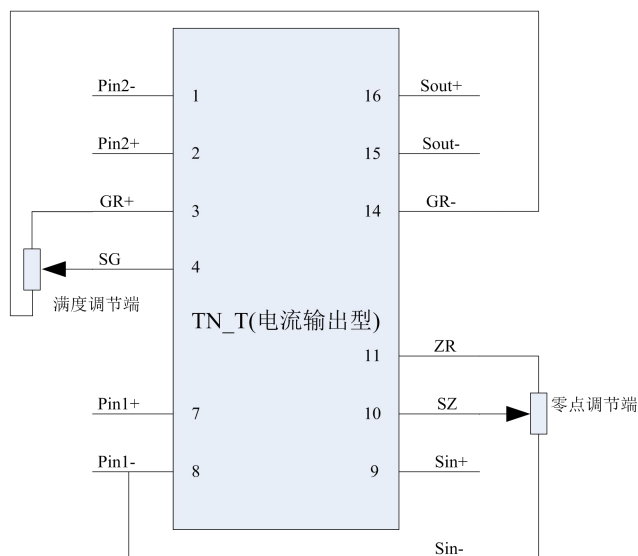 Pin2-
1
16
Sout+
Pin2+
2
15
Sout-
GR+
3
14
GR-
SG
4
满度调节端
TN_T(电流输出型)
11
ZR
Pin1+
7
10
SZ
零点调节端
Pin1-
8
9
Sin+
Sin-